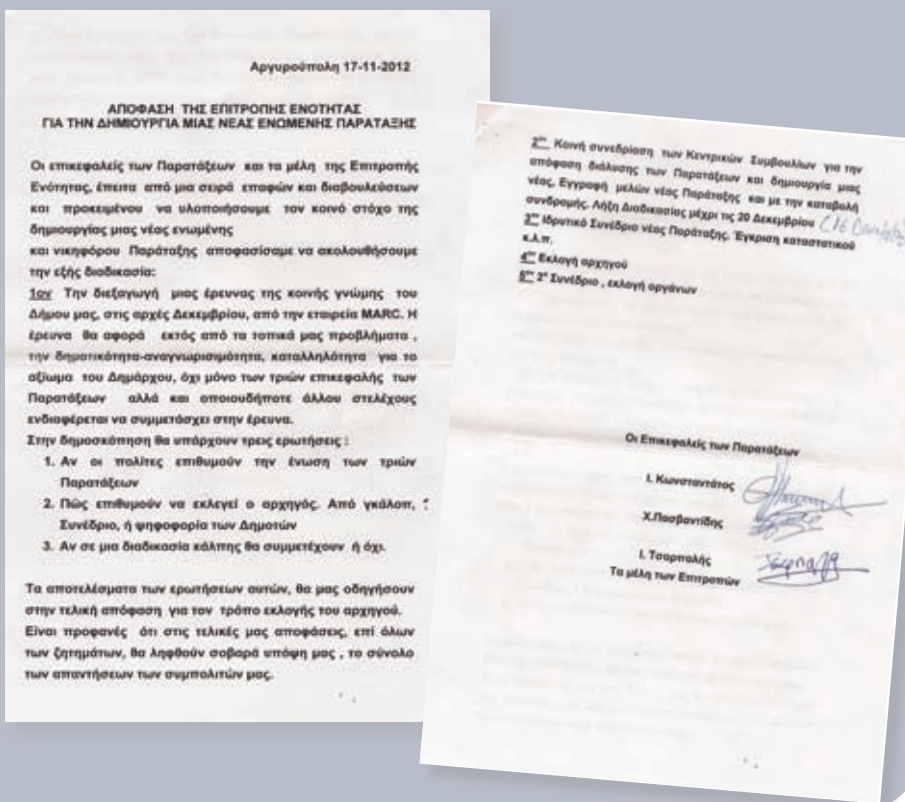 Αργυρούπολη 17-11-2012
ΑΠΟΦΑΣΗ ΤΗΣ ΕΠΙΤΡΟΠΗΣ ΕΝΟΤΗΤΑΣ
ΓΙΑ ΤΗΝ ΔΗΜΙΟΥΡΓΙΑ ΜΙΑΣ ΝΕΑΣ ΕΝΩΜΕΝΗΣ ΠΑΡΑΤΑΞΗΣ
Οι επικεφαλείς των Παρατάξεων και τα μέλη της Επιτροπής
Ενότητας, έπειτα από μια σειρά επαφών και διαβουλεύσεων
και προκειμένου να υλοποιήσουμε τον κοινό στόχο της
δημιουργίας μιας νέας ενωμένης
και νικηφόρου Παράταξης αποφασίσαμε να ακολουθήσουμε
την εξής διαδικασία:
1ον Την διεξαγωγή μιας έρευνας της κοινής γνώμης του
Δήμου μας, στις αρχές Δεκεμβρίου, από την εταιρεία MARC. Η
έρευνα θα αφορά εκτός από τα τοπικά μας προβλήματα ,
την δημοτικότητα-αναγνωρισιμότητα, καταλληλότητα για το
αξίωμα του Δημάρχου, όχι μόνο των τριών επικεφαλής των
Παρατάξεων αλλά και οποιουδήποτε άλλου στελέχους
ενδιαφέρεται να συμμετάσχει στην έρευνα.
Στην δημοσκόπηση θα υπάρχουν τρεις ερωτήσεις :
1. Αν οι πολίτες επιθυμούν την ένωση των τριών
Παρατάξεων
2. Πώς επιθυμούν να εκλεγεί ο αρχηγός. Από γκάλοπ,
Συνέδριο, ή ψηφοφορία των Δημοτών
3. Αν σε μια διαδικασία κάλπης θα συμμετέχουν ή όχι.
Τα αποτελέσματα των ερωτήσεων αυτών, θα μας οδηγήσουν
στην τελική απόφαση για τον τρόπο εκλογής του αρχηγού.
Είναι προφανές ότι στις τελικές μας αποφάσεις, επί όλων
των ζητημάτων, θα ληφθούν σοβαρά υπόψη μας , το σύνολο
των απαντήσεων των συμπολιτών μας.
2ον Κοινή συνεδρίαση των Κεντρικών Συμβουλίων για την
απόφαση διάλυσης των Παρατάξεων και δημιουργία μιας
νέας. Εγγραφή μελών νέας Παράταξης και με την καταβολή
συνδρομής. Λήξη Διαδικασίας μέχρι τις 20 Δεκεμβρίου
3ον Ιδρυτικό Συνέδριο νέας Παράταξης. Έγκριση καταστατικού
κ.λ.π.
4ον Εκλογή αρχηγού
5ον 2ο Συνέδριο , εκλογή οργάνων
Οι Επικεφαλείς των Παρατάξεων
Ι. Κωνσταντάτος
Χ.Πασβαντίδης
Ι. Τσαρπαλής
Τα μέλη των Επιτροπών